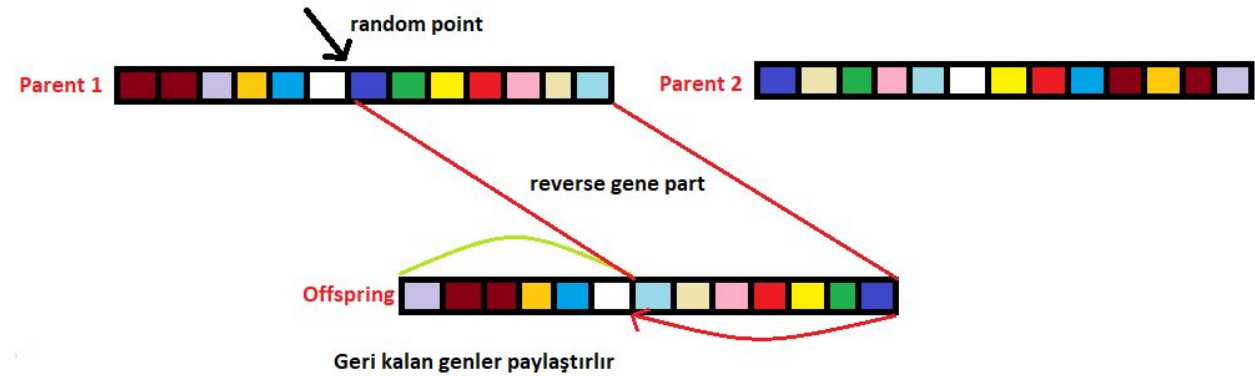 random point
Parent 1
Parent 2
reverse gene part
Offspring
Geri kalan genler paylaştırlır